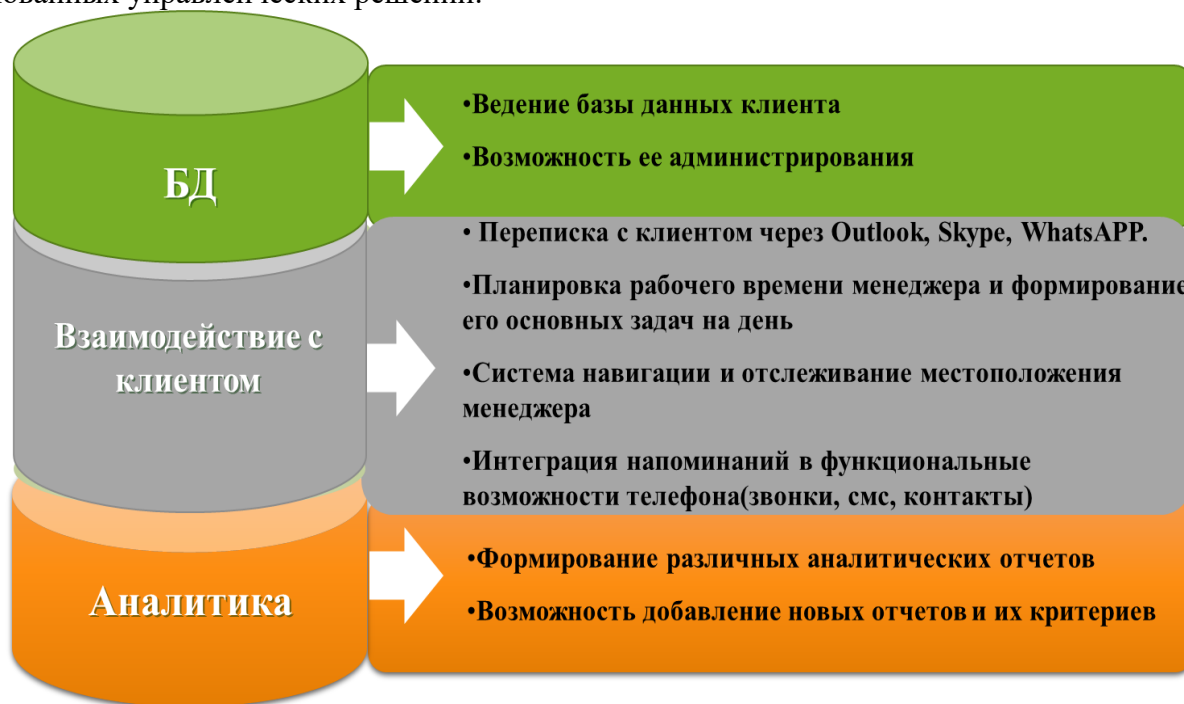 управленческих решений.
БД
•Ведение базы данных клиента
•Возможность ее администрирования
Взаимодействие с
клиентом
• Переписка с клиентом через Outlook, Skype, WhatsAPP.
•Планировка рабочего времени менеджера и формирование
его основных задач на день
•Система навигации и отслеживание местоположения
менеджера
•Интеграция напоминаний в функциональные
возможности телефона(звонки, смс, контакты)
Аналитика
•Формирование различных аналитических отчетов
•Возможность добавление новых отчетов и их критериев